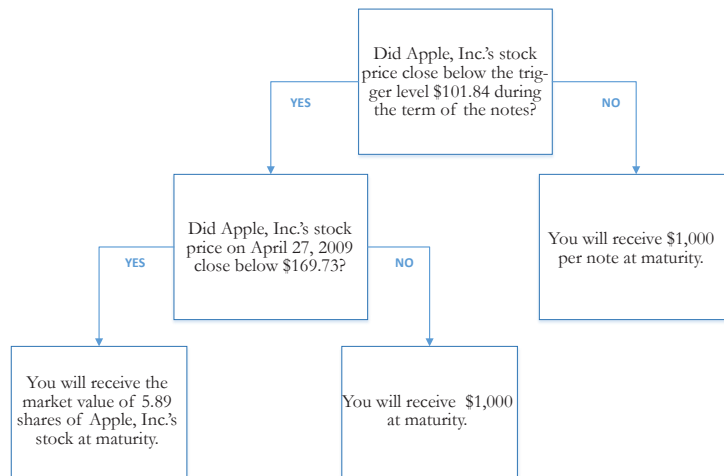 Did Apple, Inc.'s stock
price close below the trig-
ger level $101.84 during
the term of the notes?
YES
NO
Did Apple, Inc.'s stock
price on April 27, 2009
close below $169.73?
You will receive $1,000
per note at maturity.
YES
NO
You will receive the
market value of 5.89
shares of Apple, Inc.'s
stock at maturity.
You will receive $1,000
at maturity.